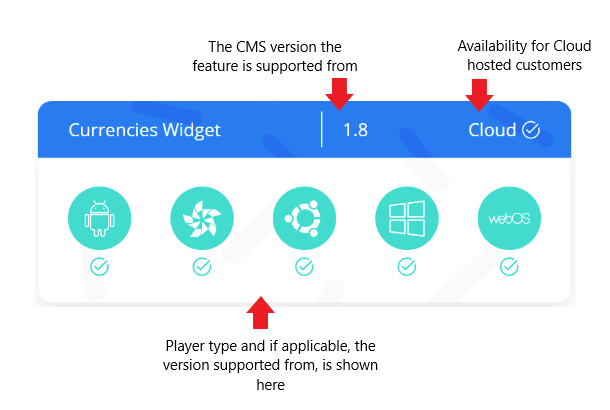 The CMS version the
feature is supported from
Availability for Cloud
hosted customers
Currencies Widget
1.8
Cloud
webOS
Player type and if applicable, the
version supported from, is shown
here